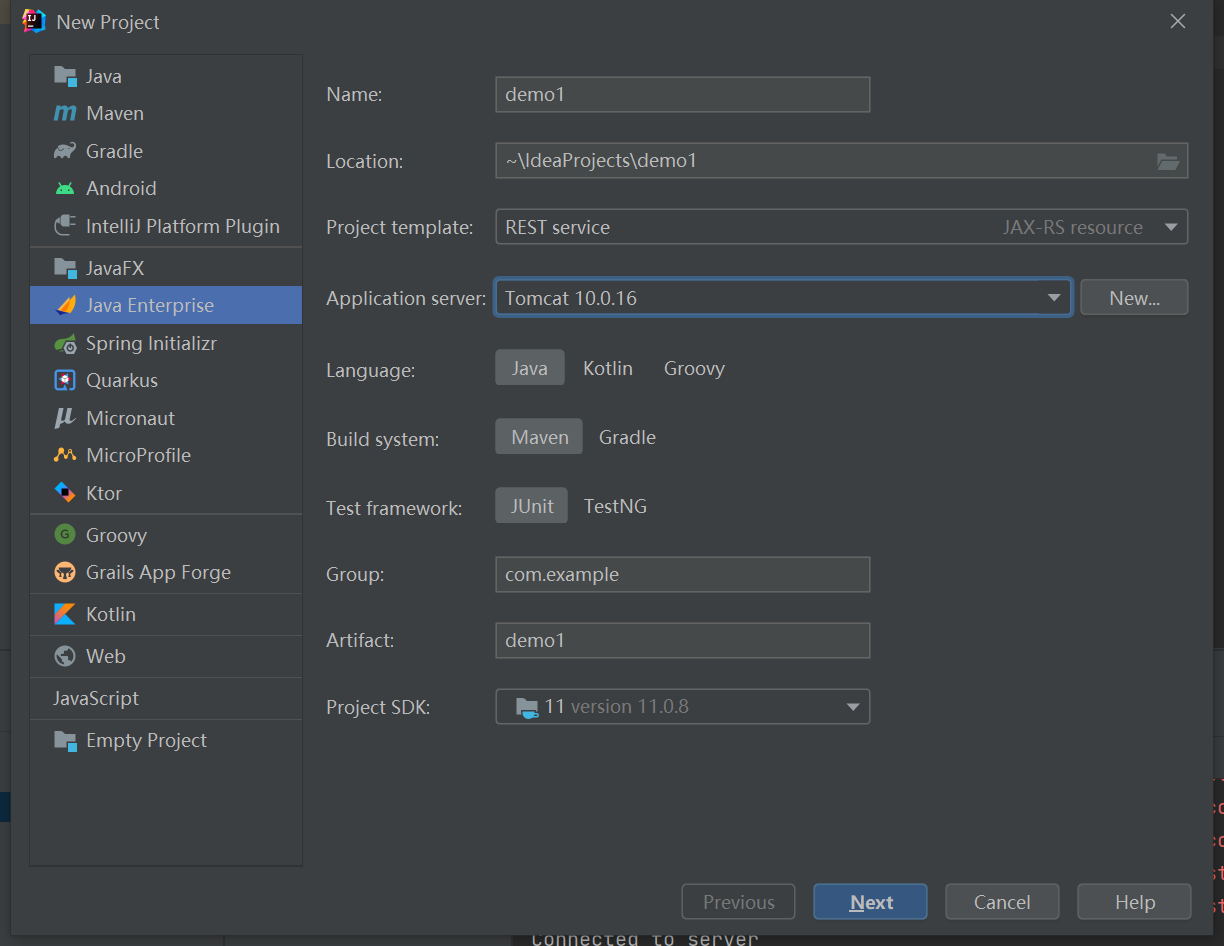 New Project
Java
Maven
Gradle
Android
IntelliJ Platform Plugin
JavaFX
Java Enterprise
Spring Initializr
Quarkus
Micronaut
MicroProfile
Ktor
Groovy
Grails App Forge
Kotlin
Web
JavaScript
Empty Project
Name: demo1
Location: ~\IdeaProjects\demo1
Project template: REST service JAX-RS resource
Application server: Tomcat 10.0.16 New...
Language: Java Kotlin Groovy
Build system: Maven Gradle
Test framework: JUnit TestNG
Group: com.example
Artifact: demo1
Project SDK: 11 version 11.0.8
Previous Next Cancel Help
Connected to server